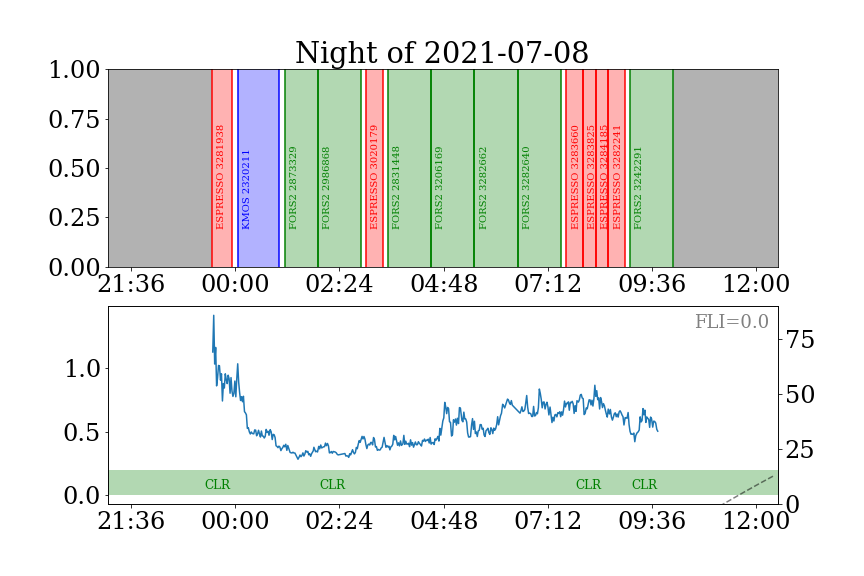 Night of 2021-07-08
1.00
0.75
0.50
0.25
0.00
ESPRESSO 3281938
KMOS 2320211
FORS2 2873329
FORS2 2986868
ESPRESSO 3020179
FORS2 2831448
FORS2 3206169
FORS2 3282662
FORS2 3282640
ESPRESSO 3283660
ESPRESSO 3283825
ESPRESSO 3284185
ESPRESSO 3282241
FORS2 3242291
21:36 00:00 02:24 04:48 07:12 09:36 12:00
FLI=0.0
1.0
0.5
0.0
75
50
25
0
CLR CLR CLR CLR
21:36 00:00 02:24 04:48 07:12 09:36 12:00